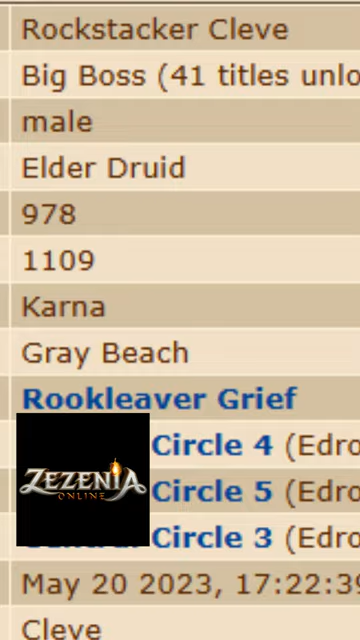 Rockstacker Cleve
Big Boss (41 titles unlo
male
Elder Druid
978
1109
Karna
Gray Beach
Rookleaver Grief
Circle 4 (Edro
ZEZENIA
ONLINE
Circle 5 (Edro
Circle 3 (Edro
May 20 2023, 17:22:39
Cleve